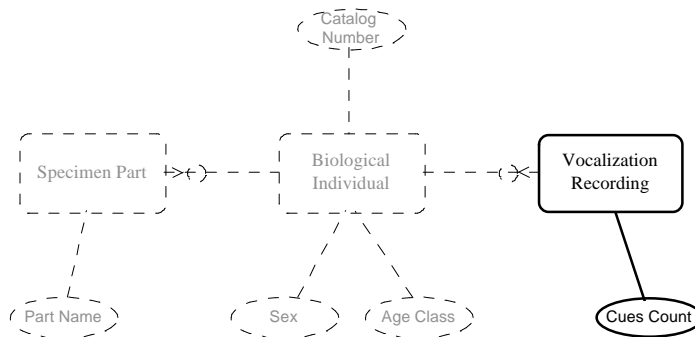 Catalog
Number
Specimen Part
Biological
Individual
Vocalization
Recording
Part Name
Sex
Age Class
Cues Count